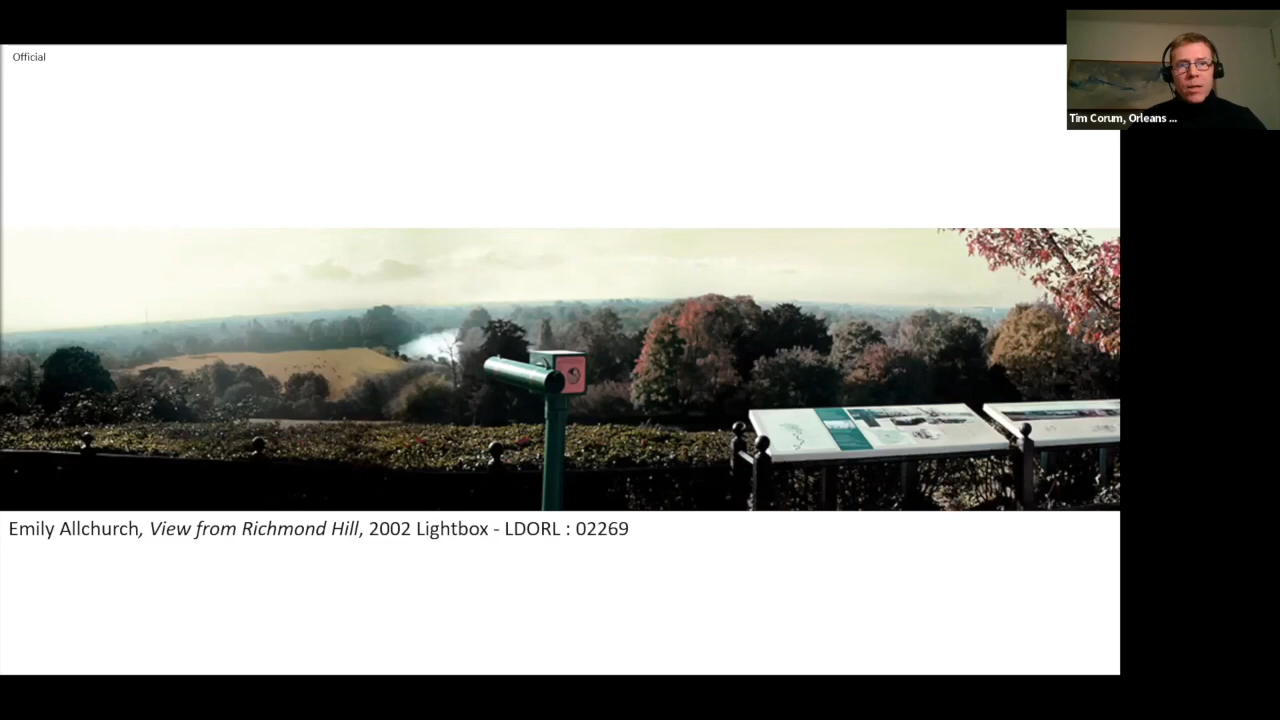 Official
Tim Corum, Orleans ...
Emily Allchurch, View from Richmond Hill, 2002 Lightbox - LDORL : 02269